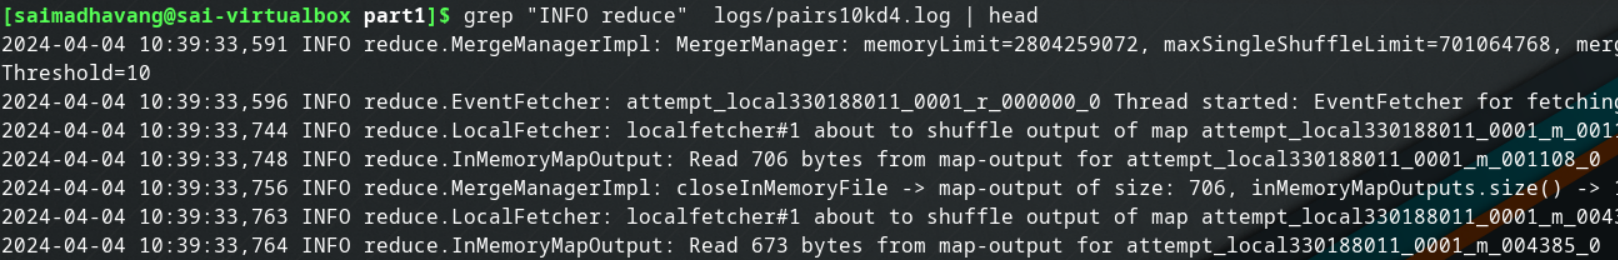 [saimadhavang@sai-virtualbox part1]$ grep "INFO reduce"  logs/pairs10kd4.log | head
2024-04-04 10:39:33,591 INFO reduce.MergeManagerImpl: MergerManager: memoryLimit=2804259072, maxSingleShuffleLimit=701064768, merg
Threshold=10
2024-04-04 10:39:33,596 INFO reduce.EventFetcher: attempt_local330188011_0001_r_000000_0 Thread started: EventFetcher for fetching
2024-04-04 10:39:33,744 INFO reduce.LocalFetcher: localfetcher#1 about to shuffle output of map attempt_local330188011_0001_m_0011
2024-04-04 10:39:33,748 INFO reduce.InMemoryMapOutput: Read 706 bytes from map-output for attempt_local330188011_0001_m_001108_0
2024-04-04 10:39:33,756 INFO reduce.MergeManagerImpl: closeInMemoryFile -> map-output of size: 706, inMemoryMapOutputs.size() ->
2024-04-04 10:39:33,763 INFO reduce.LocalFetcher: localfetcher#1 about to shuffle output of map attempt_local330188011_0001_m_0043
2024-04-04 10:39:33,764 INFO reduce.InMemoryMapOutput: Read 673 bytes from map-output for attempt_local330188011_0001_m_004385_0